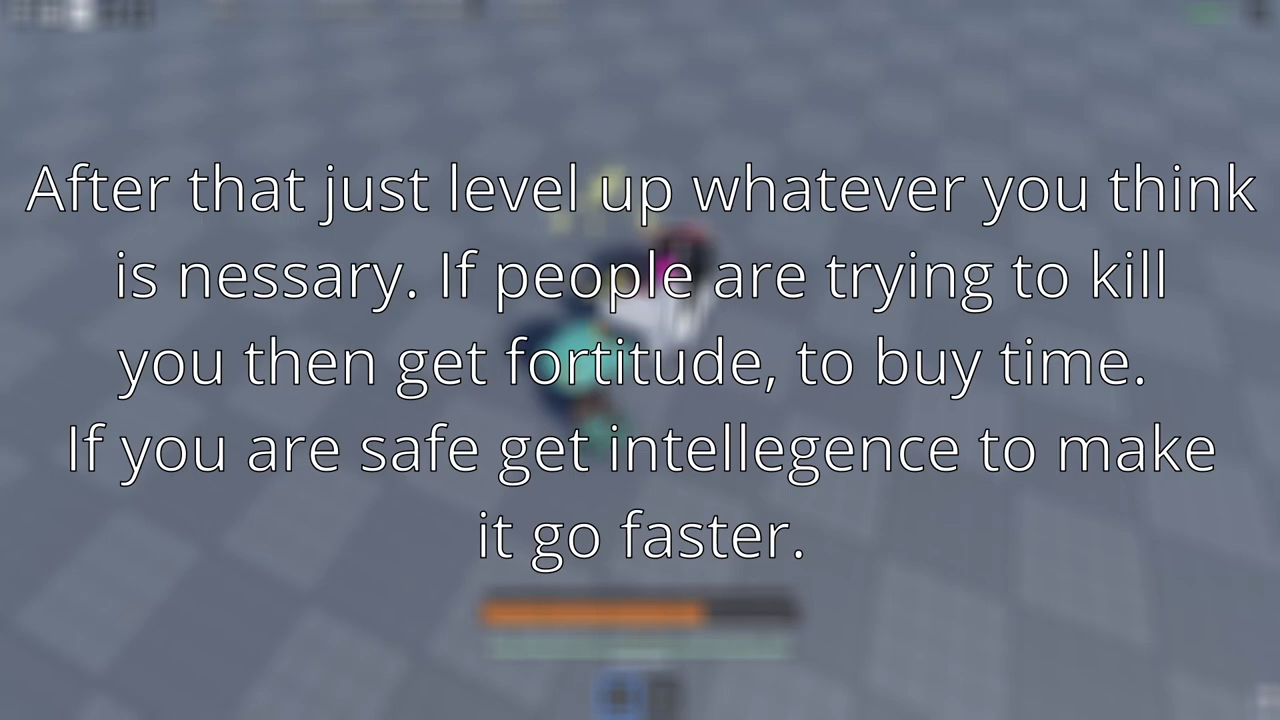 After that just level up whatever you think
is nessary. If people are trying to kill
you then get fortitude, to buy time.
If you are safe get intellegence to make
it go faster.